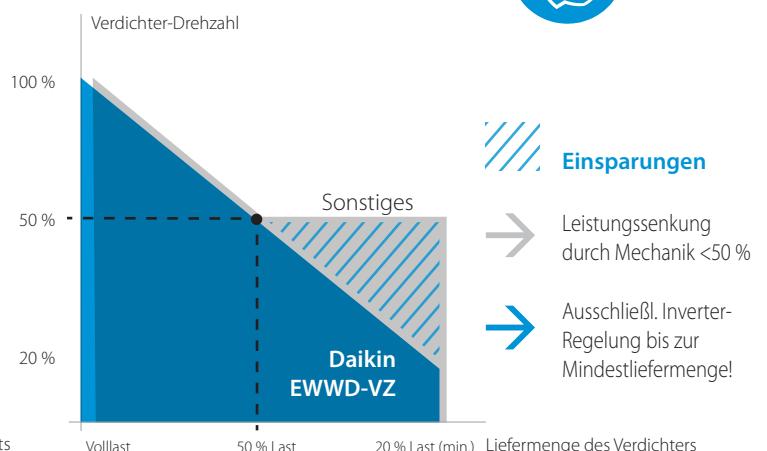 Verdichter-Drehzahl
100 %
50 %
20 %
Sonstiges
Daikin
EWWD-VZ
Einsparungen
Leistungssenkung
durch Mechanik <50 %
Ausschließl. Inverter-
Regelung bis zur
Mindestliefermenge!
ts
Volllast
50 % Last
20 % Last (min.)
Liefermenge des Verdichters